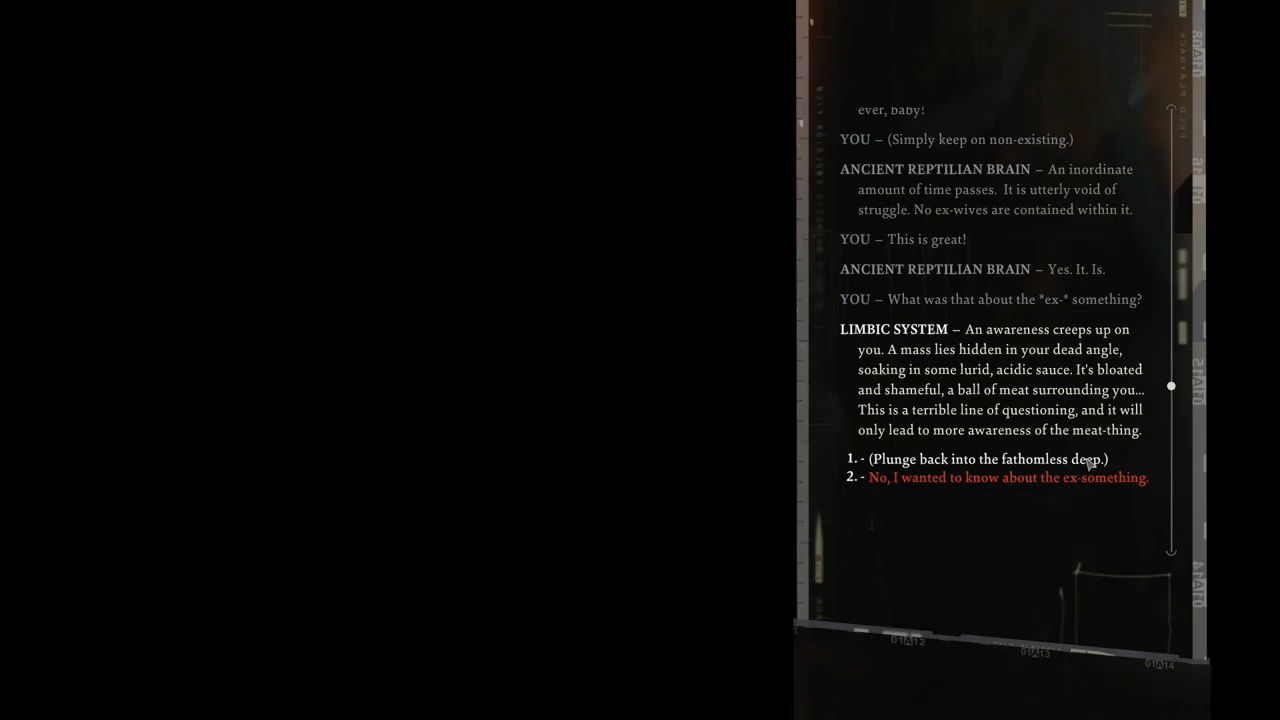 ever, baby!
YOU – (Simply keep on non-existing.)
ANCIENT REPTILIAN BRAIN – An inordinate
amount of time passes. It is utterly void of
struggle. No ex-wives are contained within it.
YOU – This is great!
ANCIENT REPTILIAN BRAIN – Yes. It. Is.
YOU – What was that about the *ex-* something?
LIMBIC SYSTEM – An awareness creeps up on
you. A mass lies hidden in your dead angle,
soaking in some lurid, acidic sauce. It's bloated
and shameful, a ball of meat surrounding you...
This is a terrible line of questioning, and it will
only lead to more awareness of the meat-thing.
1. - (Plunge back into the fathomless deep.)
2. - No, I wanted to know about the ex-something.
01A12
01A13
01A14